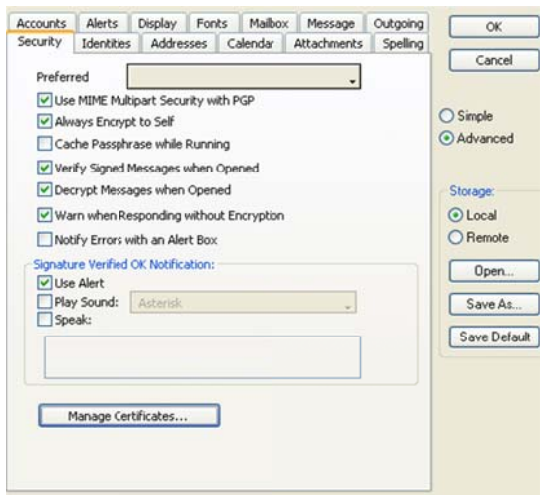 Accounts Alerts Display Fonts Mailbox Message Outgoing
Security Identites Addresses Calendar Attachments Spelling
Preferred
Use MIME Multipart Security with PGP
Always Encrypt to Self
Cache Passphrase while Running
Verify Signed Messages when Opened
Decrypt Messages when Opened
Warn when Responding without Encryption
Notify Errors with an Alert Box
Signature Verified OK Notification:
Use Alert
Play Sound: Asterisk
Speak:
Manage Certificates...
OK
Cancel
Simple
Advanced
Storage:
Local
Remote
Open...
Save As...
Save Default